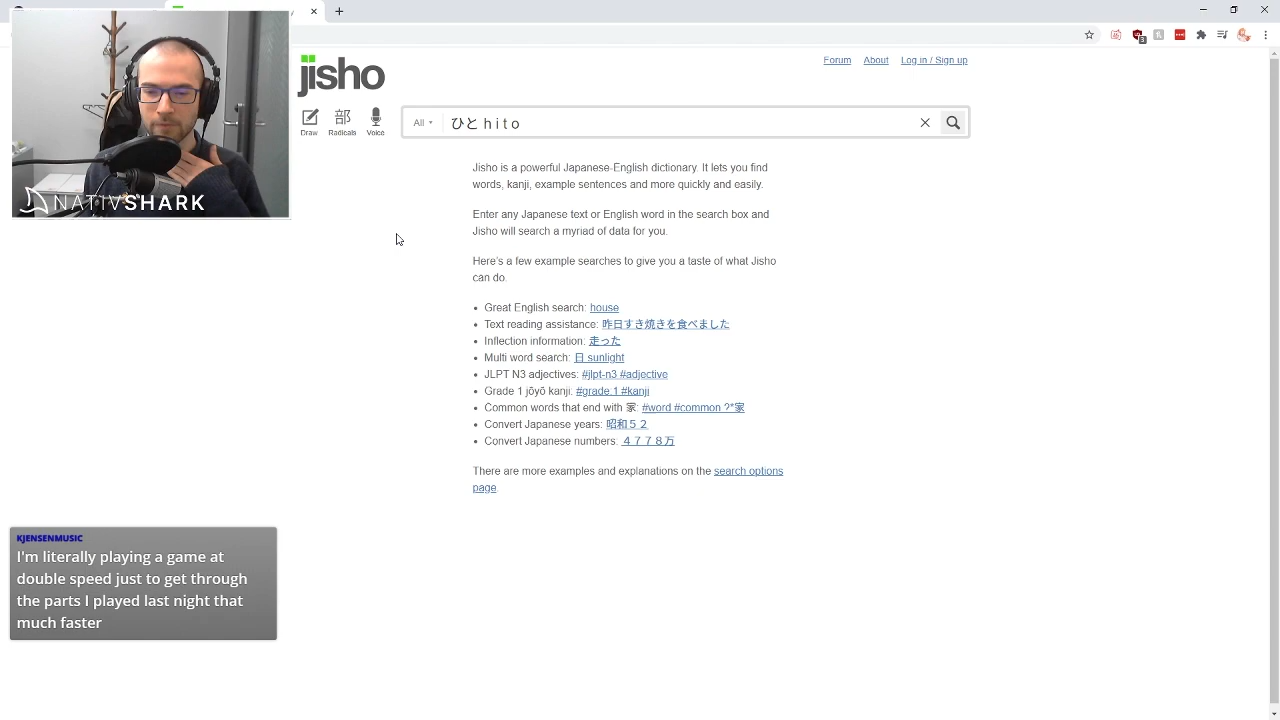 jisho
Forum About Log in / Sign up
Draw Radicals Voice
部
All ひと ｈｉｔｏ
Jisho is a powerful Japanese-English dictionary. It lets you find
words, kanji, example sentences and more quickly and easily.
Enter any Japanese text or English word in the search box and
Jisho will search a myriad of data for you.
Here's a few example searches to give you a taste of what Jisho
can do.
Great English search: house
Text reading assistance: 昨日すき焼きを食べました
Inflection information: 走った
Multi word search: 日 sunlight
JLPT N3 adjectives: #jlpt-n3 #adjective
Grade 1 jōyō kanji: #grade:1 #kanji
Common words that end with 家: #word #common ?*家
Convert Japanese years: 昭和５２
Convert Japanese numbers: ４７７８万
There are more examples and explanations on the search options
page.
NATIVSHARK
KJENSENMUSIC
I'm literally playing a game at
double speed just to get through
the parts I played last night that
much faster
3